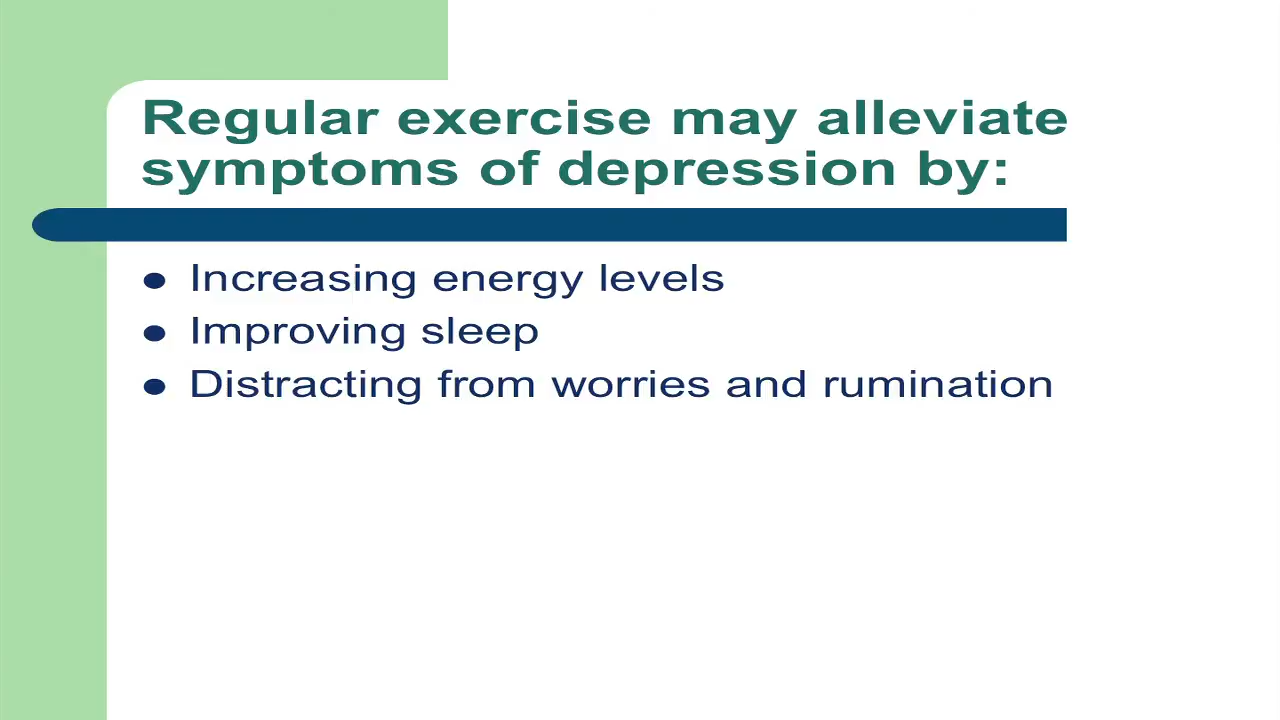 Regular exercise may alleviate
symptoms of depression by:
● Increasing energy levels
● Improving sleep
● Distracting from worries and rumination